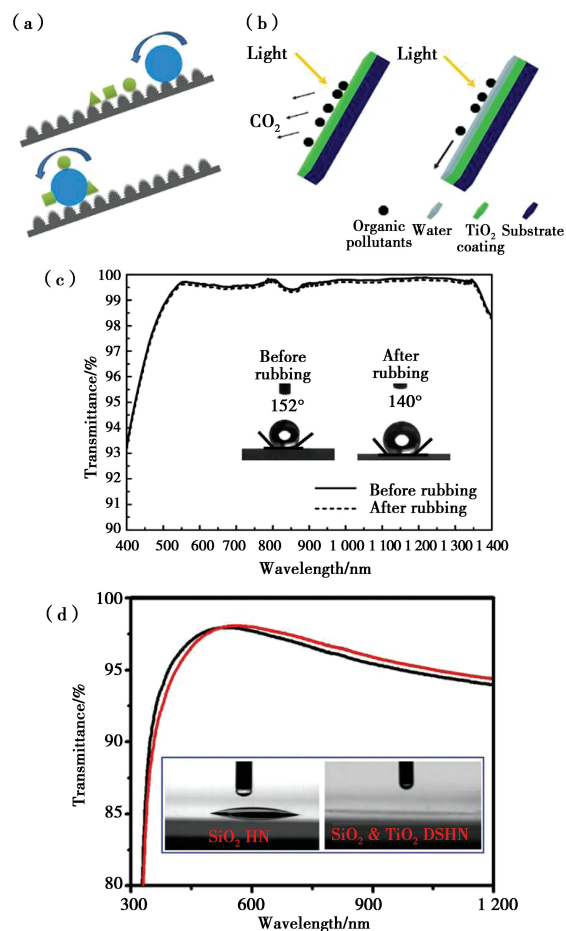 (a)
(b)
Light
Light
CO₂
Organic pollutants
Water
TiO₂ coating
Substrate
(c)
100
99
98
97
96
95
94
93
92
91
90
Transmittance/%
Before rubbing
152°
After rubbing
140°
Before rubbing
After rubbing
400 500 600 700 800 900 1 000 1 100 1 200 1 300 1 400
Wavelength/nm
(d)
100
95
90
85
80
Transmittance/%
SiO₂ HN
SiO₂ & TiO₂ DSHN
300 600 900 1 200
Wavelength/nm